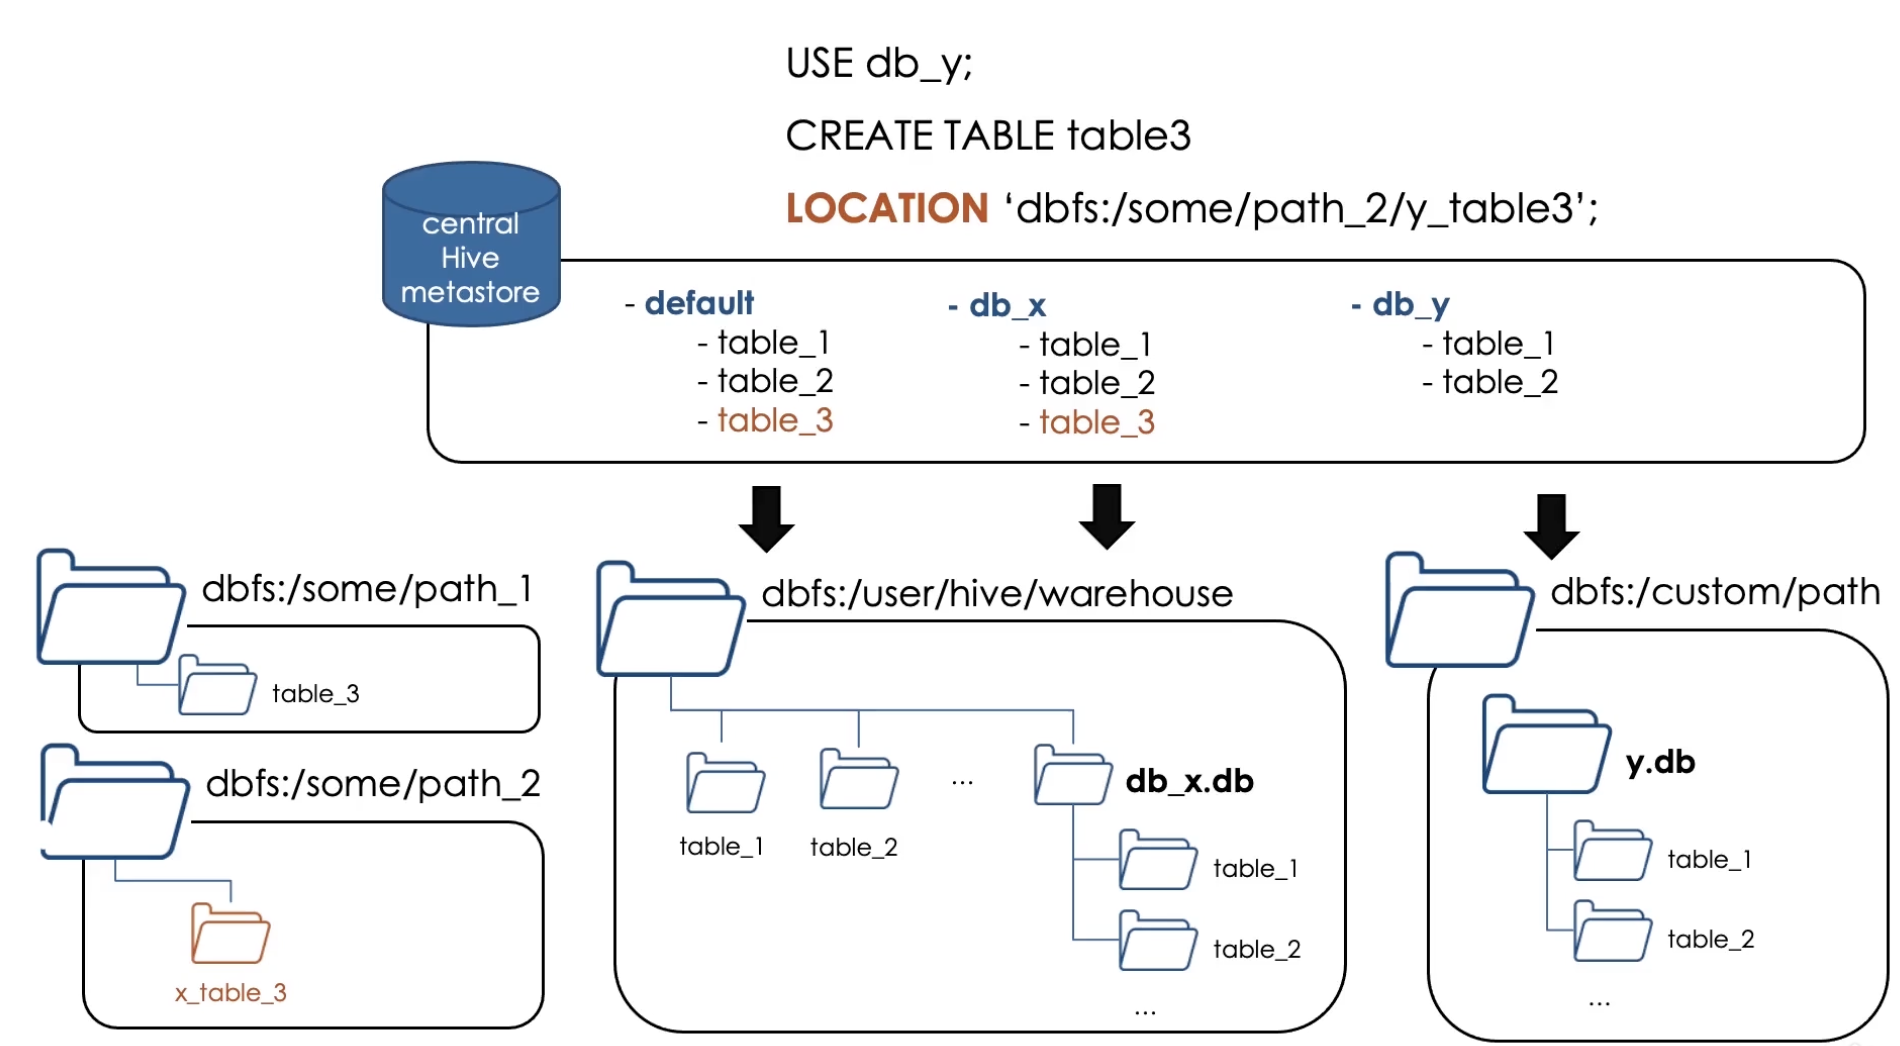 USE db_y;
CREATE TABLE table3
LOCATION ‘dbfs:/some/path_2/y_table3’;
central
Hive
metastore
- default
- table_1
- table_2
- table_3
- db_x
- table_1
- table_2
- table_3
- db_y
- table_1
- table_2
dbfs:/some/path_1
table_3
dbfs:/some/path_2
x_table_3
dbfs:/user/hive/warehouse
table_1
table_2
...
db_x.db
table_1
table_2
...
dbfs:/custom/path
y.db
table_1
table_2
...